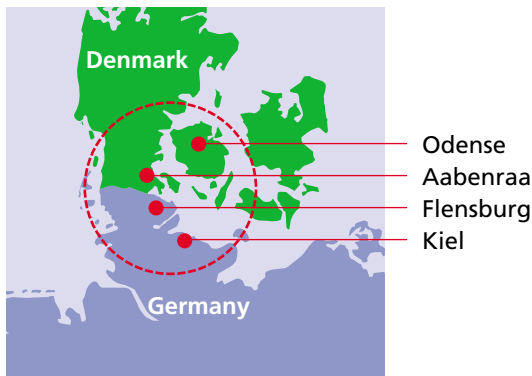 Denmark
Odense
Aabenraa
Flensburg
Kiel
Germany